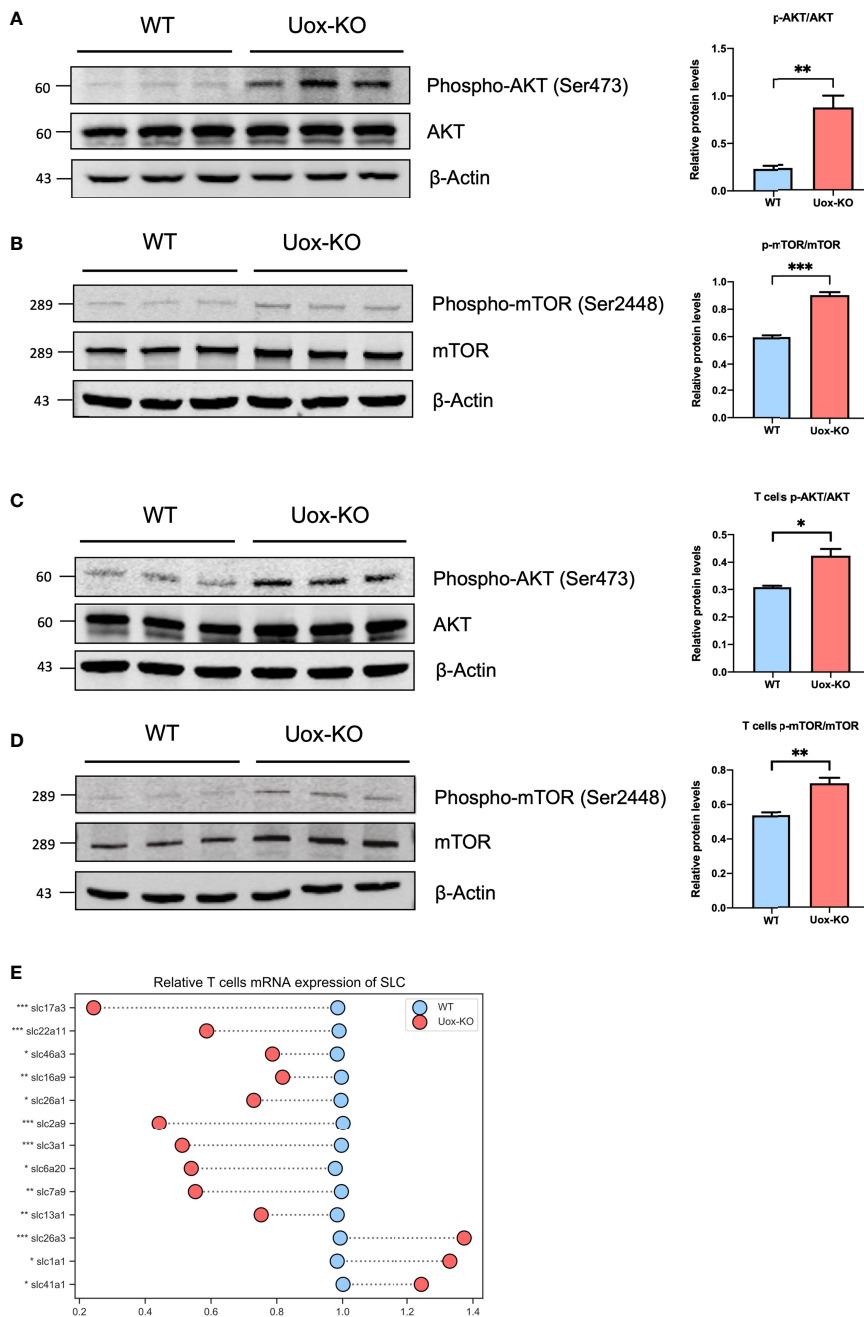 A
WT
Uox-KO
60
Phospho-AKT (Ser473)
60
AKT
43
β-Actin
p-AKT/AKT
Relative protein levels
1.5
1.0
0.5
0.0
**
WT
Uox-KO
B
WT
Uox-KO
289
Phospho-mTOR (Ser2448)
289
mTOR
43
β-Actin
p-mTOR/mTOR
Relative protein levels
1.0
0.8
0.6
0.4
0.2
0.0
***
WT
Uox-KO
C
WT
Uox-KO
60
Phospho-AKT (Ser473)
60
AKT
43
β-Actin
T cells p-AKT/AKT
Relative protein levels
0.5
0.4
0.3
0.2
0.1
0.0
*
WT
Uox-KO
D
WT
Uox-KO
289
Phospho-mTOR (Ser2448)
289
mTOR
43
β-Actin
T cells p-mTOR/mTOR
Relative protein levels
0.8
0.6
0.4
0.2
0.0
**
WT
Uox-KO
E
Relative T cells mRNA expression of SLC
WT
Uox-KO
*** slc17a3
*** slc22a11
* slc46a3
** slc16a9
* slc26a1
*** slc2a9
*** slc3a1
* slc6a20
** slc7a9
** slc13a1
*** slc26a3
* slc1a1
* slc41a1
0.2 0.4 0.6 0.8 1.0 1.2 1.4